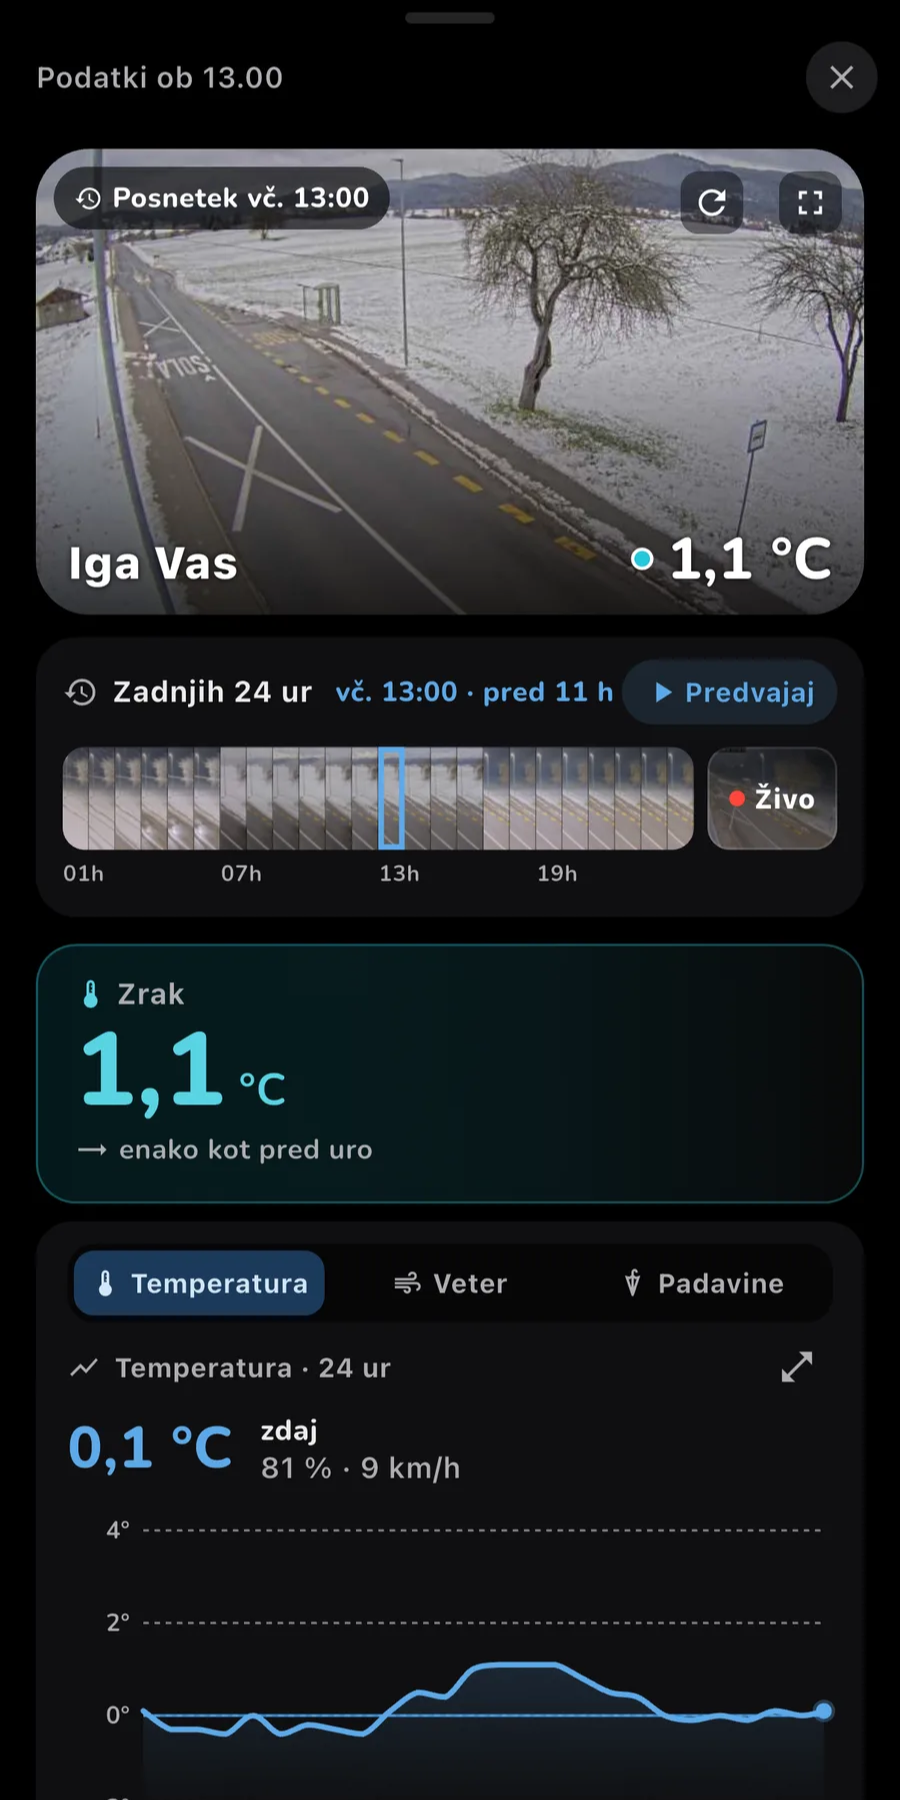 Podatki ob 13.00
Posnetek vč. 13:00
ŠOLA
Iga Vas
1,1 °C
Zadnjih 24 ur vč. 13:00 · pred 11 h Predvajaj
Živo
01h 07h 13h 19h
Zrak
1,1 °C
→ enako kot pred uro
Temperatura Veter Padavine
Temperatura · 24 ur
0,1 °C zdaj
81 % · 9 km/h
4°
2°
0°